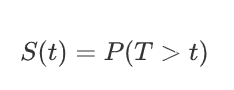 S(t) = P(T > t)